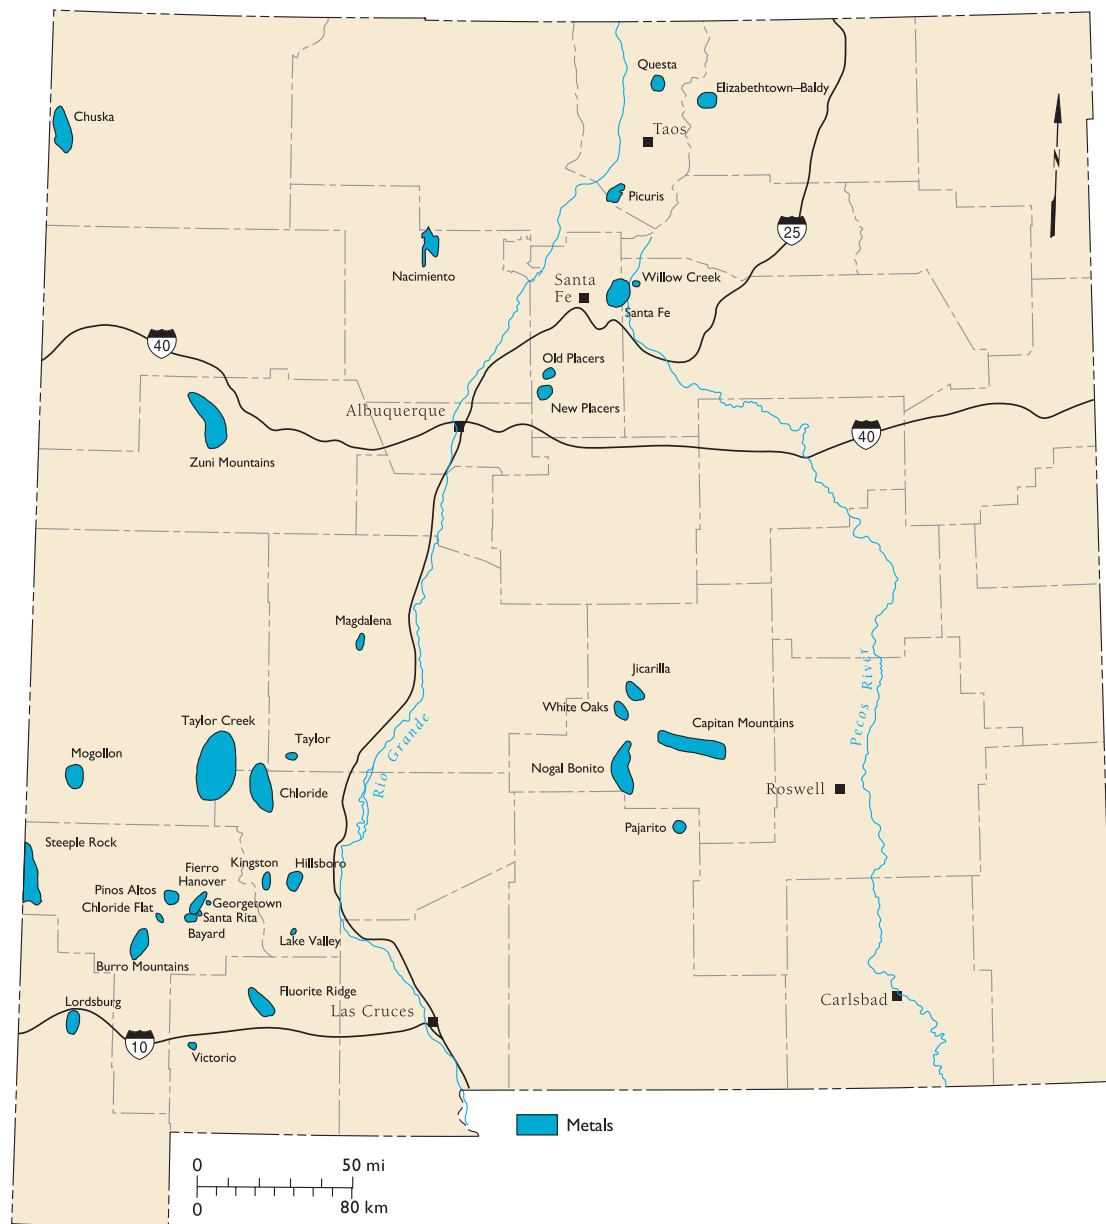 Questa
Elizabethtown–Baldy
Chuska
Taos
N
Picuris
25
Nacimiento
Santa
Fe
Willow Creek
Santa Fe
40
Old Placers
New Placers
Albuquerque
40
Zuni Mountains
Magdalena
Jicarilla
White Oaks
Capitan Mountains
Pecos River
Taylor Creek
Taylor
Rio Grande
Mogollon
Chloride
Nogal Bonito
Roswell
Pajarito
Steeple Rock
Kingston
Hillsboro
Fierro
Hanover
Pinos Altos
Georgetown
Chloride Flat
Santa Rita
Bayard
Lake Valley
Burro Mountains
Fluorite Ridge
Lordsburg
Las Cruces
Carlsbad
10
Victorio
Metals
0 50 mi
0 80 km